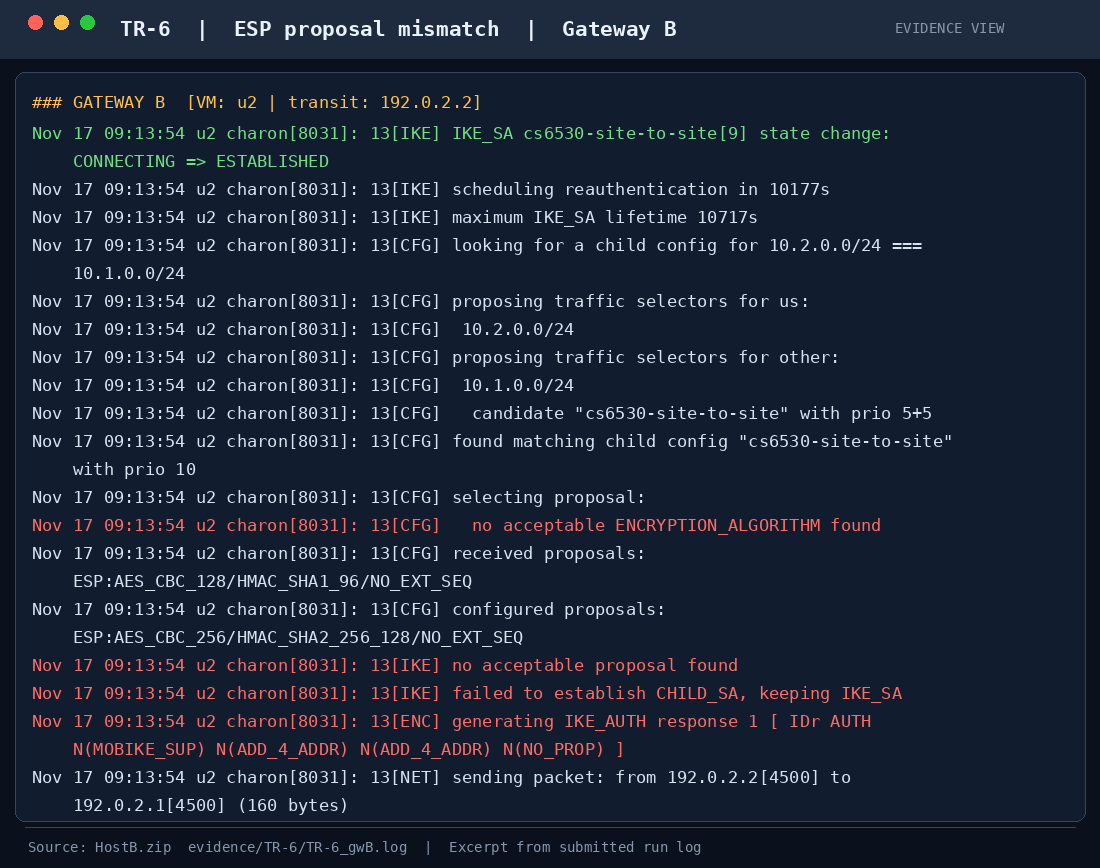 TR-6  |  ESP proposal mismatch  |  Gateway B
EVIDENCE VIEW
### GATEWAY B  [VM: u2 | transit: 192.0.2.2]
Nov 17 09:13:54 u2 charon[8031]: 13[IKE] IKE_SA cs6530-site-to-site[9] state change:
    CONNECTING => ESTABLISHED
Nov 17 09:13:54 u2 charon[8031]: 13[IKE] scheduling reauthentication in 10177s
Nov 17 09:13:54 u2 charon[8031]: 13[IKE] maximum IKE_SA lifetime 10717s
Nov 17 09:13:54 u2 charon[8031]: 13[CFG] looking for a child config for 10.2.0.0/24 ===
    10.1.0.0/24
Nov 17 09:13:54 u2 charon[8031]: 13[CFG] proposing traffic selectors for us:
Nov 17 09:13:54 u2 charon[8031]: 13[CFG]  10.2.0.0/24
Nov 17 09:13:54 u2 charon[8031]: 13[CFG] proposing traffic selectors for other:
Nov 17 09:13:54 u2 charon[8031]: 13[CFG]  10.1.0.0/24
Nov 17 09:13:54 u2 charon[8031]: 13[CFG]   candidate "cs6530-site-to-site" with prio 5+5
Nov 17 09:13:54 u2 charon[8031]: 13[CFG] found matching child config "cs6530-site-to-site"
    with prio 10
Nov 17 09:13:54 u2 charon[8031]: 13[CFG] selecting proposal:
Nov 17 09:13:54 u2 charon[8031]: 13[CFG]   no acceptable ENCRYPTION_ALGORITHM found
Nov 17 09:13:54 u2 charon[8031]: 13[CFG] received proposals:
    ESP:AES_CBC_128/HMAC_SHA1_96/NO_EXT_SEQ
Nov 17 09:13:54 u2 charon[8031]: 13[CFG] configured proposals:
    ESP:AES_CBC_256/HMAC_SHA2_256_128/NO_EXT_SEQ
Nov 17 09:13:54 u2 charon[8031]: 13[IKE] no acceptable proposal found
Nov 17 09:13:54 u2 charon[8031]: 13[IKE] failed to establish CHILD_SA, keeping IKE_SA
Nov 17 09:13:54 u2 charon[8031]: 13[ENC] generating IKE_AUTH response 1 [ IDr AUTH
    N(MOBIKE_SUP) N(ADD_4_ADDR) N(ADD_4_ADDR) N(NO_PROP) ]
Nov 17 09:13:54 u2 charon[8031]: 13[NET] sending packet: from 192.0.2.2[4500] to
    192.0.2.1[4500] (160 bytes)
Source: HostB.zip  evidence/TR-6/TR-6_gwB.log  |  Excerpt from submitted run log